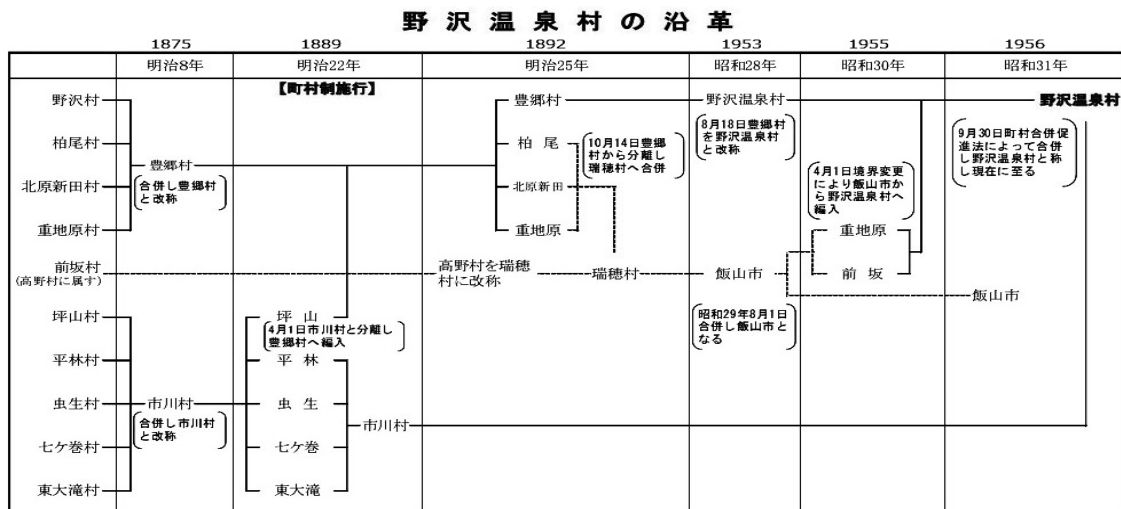 野沢温泉村の沿革
1875
1889
1892
1953
1955
1956
明治8年
明治22年
明治25年
昭和28年
昭和30年
昭和31年
【町村制施行】
野沢村
豊郷村
野沢温泉村
野沢温泉村
柏尾村
柏尾
10月14日豊郷
村から分離し
瑞穂村へ合併
8月18日豊郷村
を野沢温泉村
と改称
9月30日町村合併促
進法によって合併
し野沢温泉村と称
し現在に至る
豊郷村
合併し豊郷村
と改称
北原新田村
北原新田
4月1日境界変更
により飯山市か
ら野沢温泉村へ
編入
重地原村
重地原
重地原
前坂村
(高野村に属す)
高野村を瑞穂
村に改称
瑞穂村
飯山市
前坂
飯山市
坪山村
坪山
4月1日市川村と分離し
豊郷村へ編入
昭和29年8月1日
合併し飯山市と
なる
平林村
平林
虫生村
市川村
虫生
合併し市川村
と改称
市川村
七ケ巻村
七ケ巻
東大滝村
東大滝